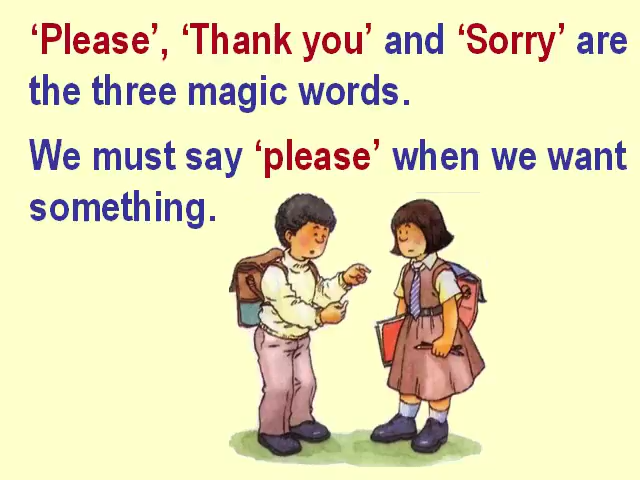 ‘Please’, ‘Thank you’ and ‘Sorry’ are
the three magic words.
We must say ‘please’ when we want
something.